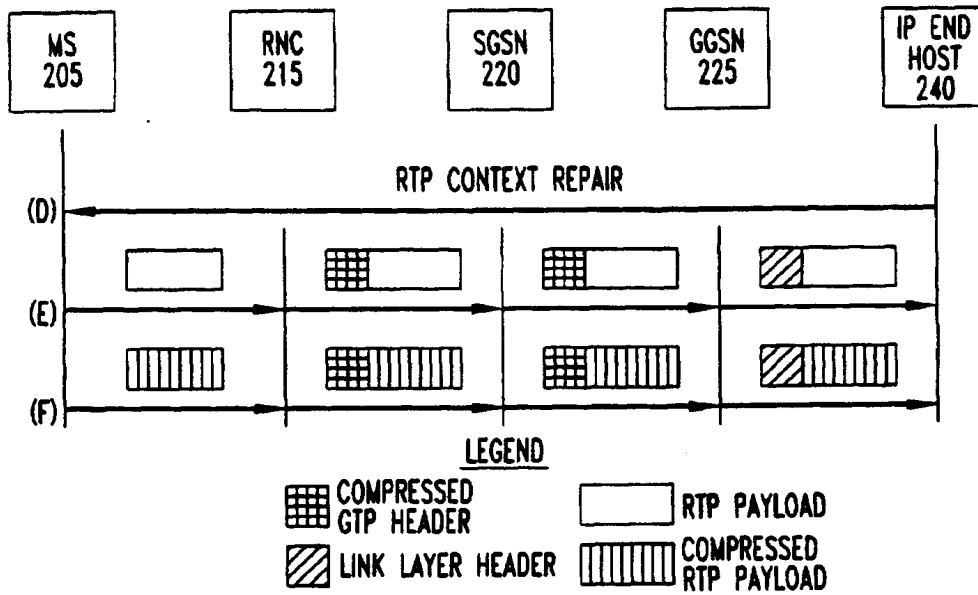 MS
205
RNC
215
SGSN
220
GGSN
225
IP END
HOST
240
RTP CONTEXT REPAIR
(D)
(E)
(F)
LEGEND
COMPRESSED
GTP HEADER
RTP PAYLOAD
LINK LAYER HEADER
COMPRESSED
RTP PAYLOAD